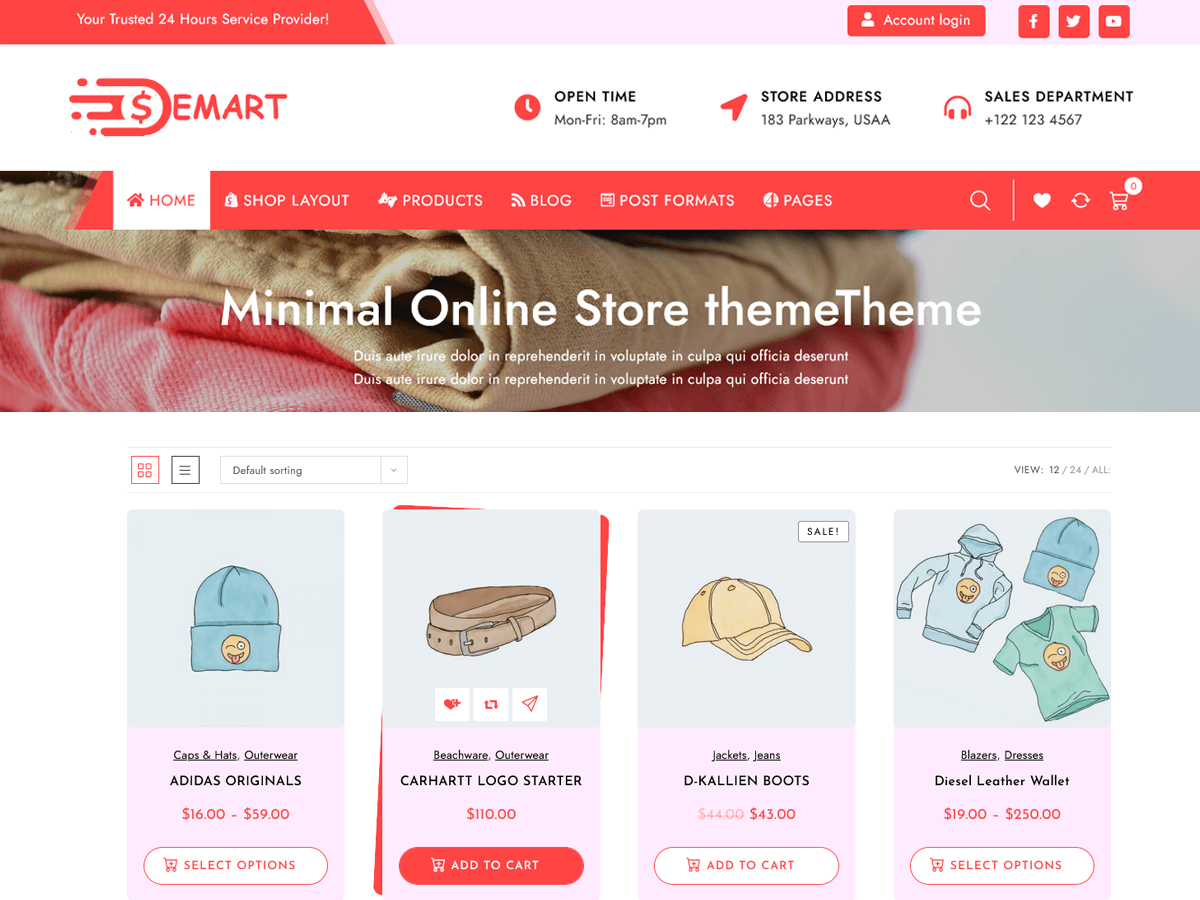 Your Trusted 24 Hours Service Provider!
Account login
$
DEMART
OPEN TIME
Mon-Fri: 8am-7pm
STORE ADDRESS
183 Parkways, USAA
SALES DEPARTMENT
+122 123 4567
HOME
SHOP LAYOUT
PRODUCTS
BLOG
POST FORMATS
PAGES
0
Minimal Online Store themeTheme
Duis aute irure dolor in reprehenderit in voluptate in culpa qui officia deserunt
Duis aute irure dolor in reprehenderit in voluptate in culpa qui officia deserunt
Default sorting
VIEW: 12 / 24 / ALL:
SALE!
Caps & Hats, Outerwear
ADIDAS ORIGINALS
$16.00 – $59.00
SELECT OPTIONS
Beachware, Outerwear
CARHARTT LOGO STARTER
$110.00
ADD TO CART
Jackets, Jeans
D-KALLIEN BOOTS
$44.00 $43.00
ADD TO CART
Blazers, Dresses
Diesel Leather Wallet
$19.00 – $250.00
SELECT OPTIONS